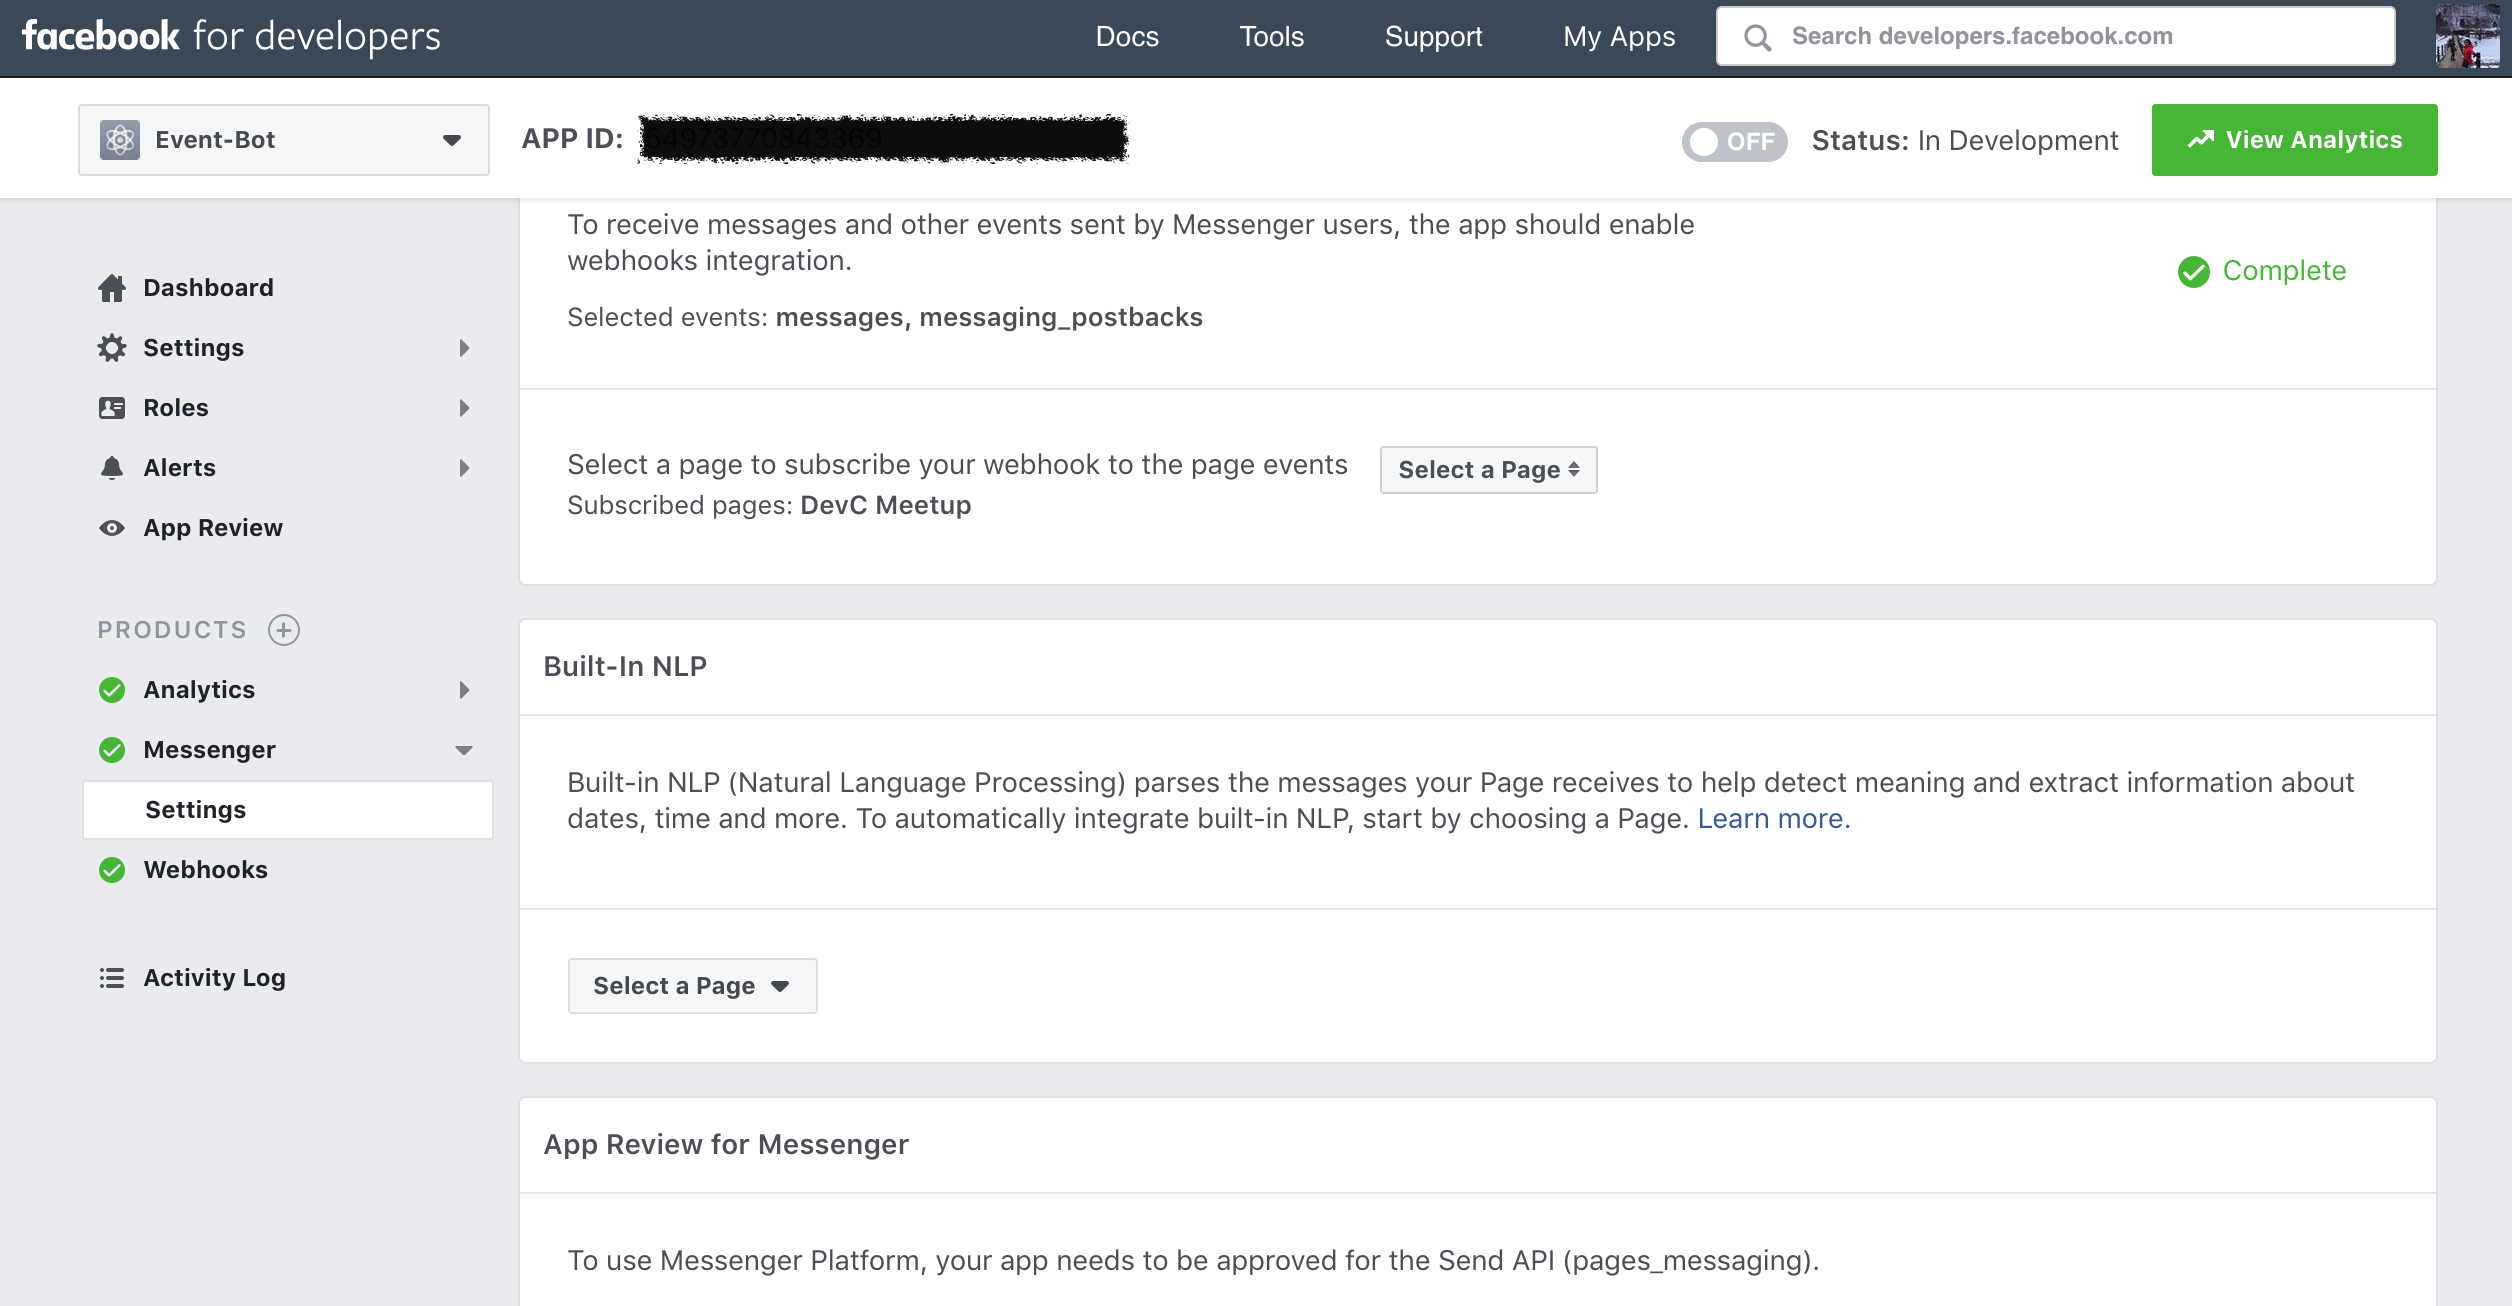 facebook for developers
Docs
Tools
Support
My Apps
Search developers.facebook.com
Event-Bot
APP ID:
OFF
Status: In Development
View Analytics
Dashboard
Settings
Roles
Alerts
App Review
PRODUCTS
Analytics
Messenger
Settings
Webhooks
Activity Log
To receive messages and other events sent by Messenger users, the app should enable
webhooks integration.
Complete
Selected events: messages, messaging_postbacks
Select a page to subscribe your webhook to the page events
Select a Page
Subscribed pages: DevC Meetup
Built-In NLP
Built-in NLP (Natural Language Processing) parses the messages your Page receives to help detect meaning and extract information about
dates, time and more. To automatically integrate built-in NLP, start by choosing a Page. Learn more.
Select a Page
App Review for Messenger
To use Messenger Platform, your app needs to be approved for the Send API (pages_messaging).